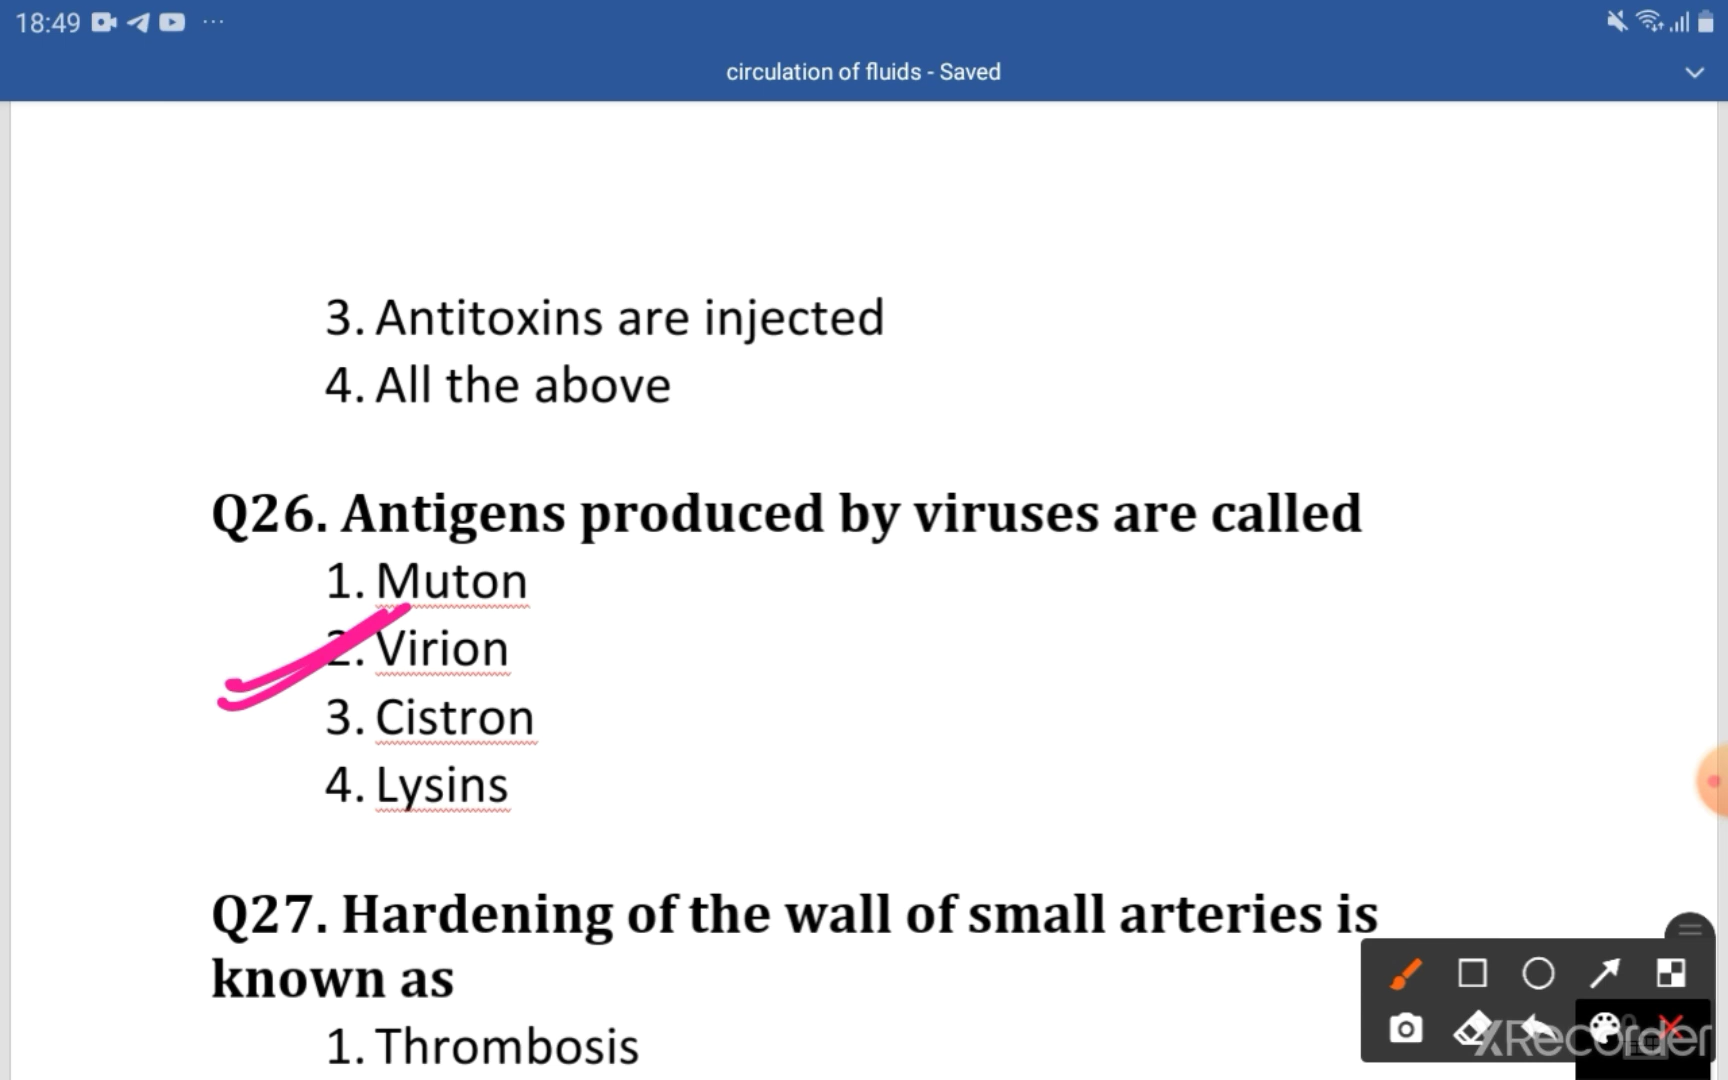 18:49
circulation of fluids - Saved
3. Antitoxins are injected
4. All the above
Q26. Antigens produced by viruses are called
1. Muton
2. Virion
3. Cistron
4. Lysins
Q27. Hardening of the wall of small arteries is
known as
1. Thrombosis
XRecorder